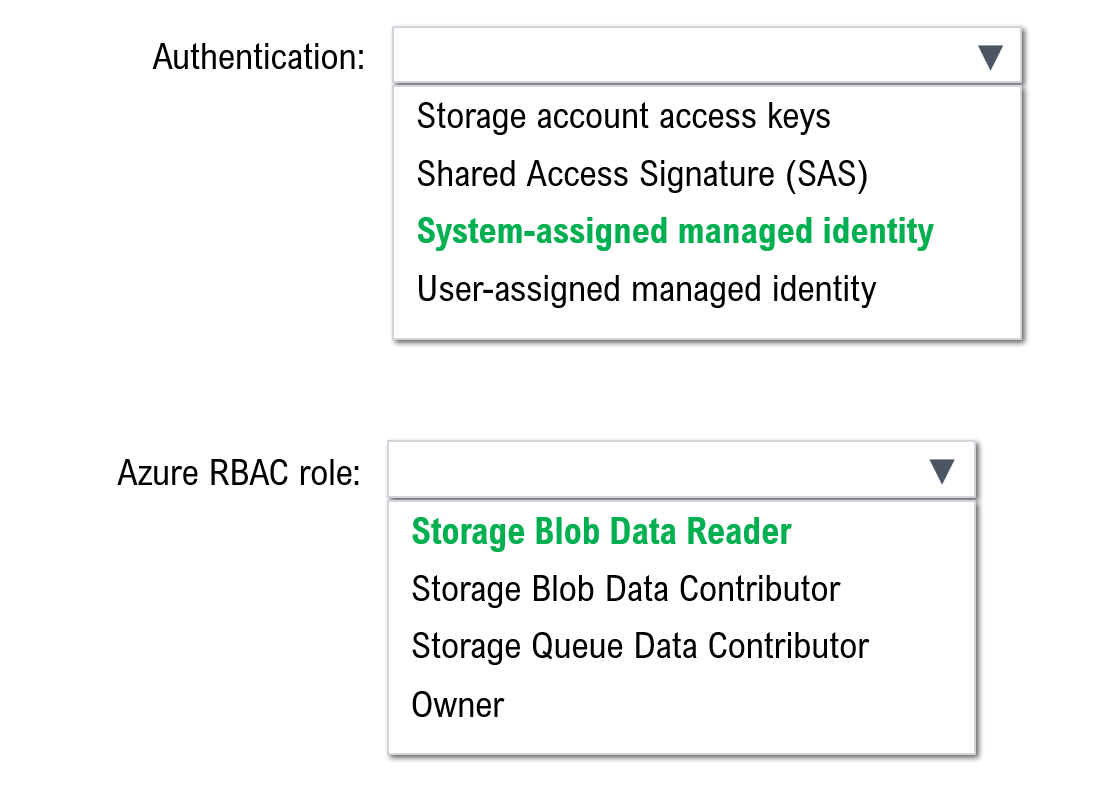 Authentication:
Storage account access keys
Shared Access Signature (SAS)
System-assigned managed identity
User-assigned managed identity
Azure RBAC role:
Storage Blob Data Reader
Storage Blob Data Contributor
Storage Queue Data Contributor
Owner